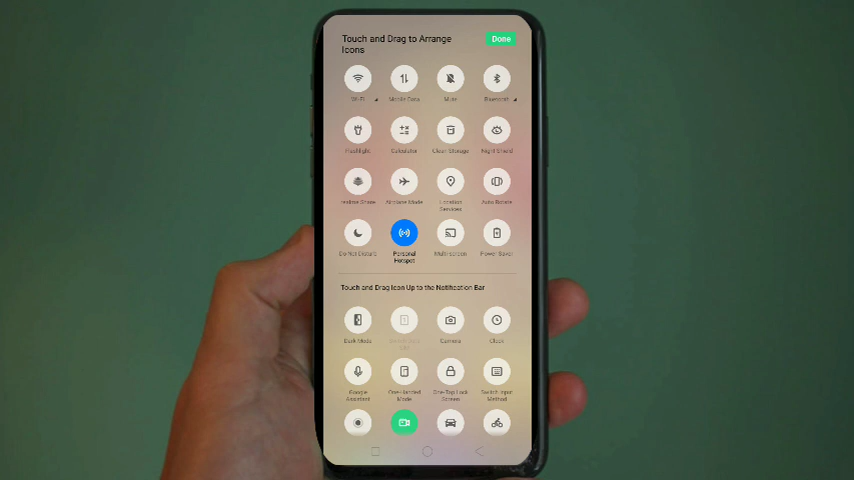 Touch and Drag to Arrange
Icons
Done
Wi-Fi
Mobile Data
Mute
Bluetooth
Flashlight
Calculator
Clean Storage
Night Shield
realme Share
Airplane Mode
Location
Services
Auto Rotate
Do Not Disturb
Personal
Hotspot
Multi-screen
Power Saver
Touch and Drag Icon Up to the Notification Bar
Dark Mode
Camera
Clock
Google
Assistant
One-Handed
Mode
One-Tap Lock
Screen
Switch Input
Method